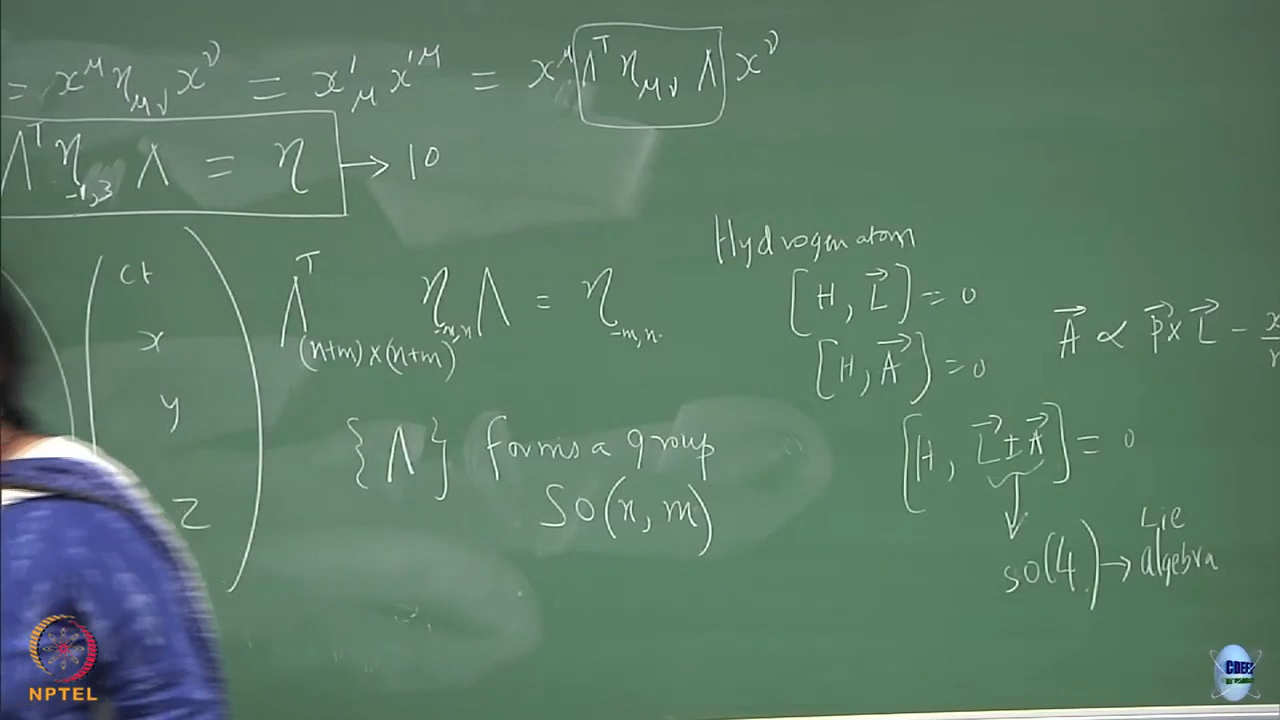 = x^μ η_μν x^ν = x'_μ x'^μ = x^μ Λ^T η_μν Λ x^ν
Λ^T η_-1,3 Λ = η → 10
ct
x
y
z
Λ^T_(n+m)×(n+m) η_-m,n Λ = η_-m,n.
{Λ} forms a group
SO(n, m)
Hydrogen atom
[H, L⃗] = 0
[H, A⃗] = 0
A⃗ ∝ p⃗ × L⃗ -
[H, L⃗ ± A⃗] = 0
so(4) → Lie algebra
NPTEL
CDEEP